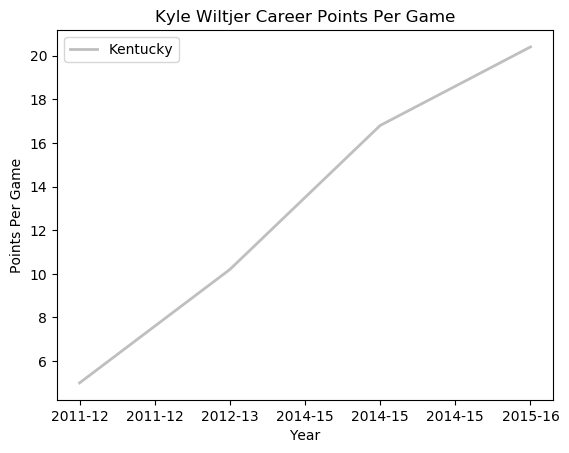 Kyle Wiltjer Career Points Per Game
Kentucky
20
18
16
14
12
10
8
6
Points Per Game
2011-12 2011-12 2012-13 2014-15 2014-15 2014-15 2015-16
Year